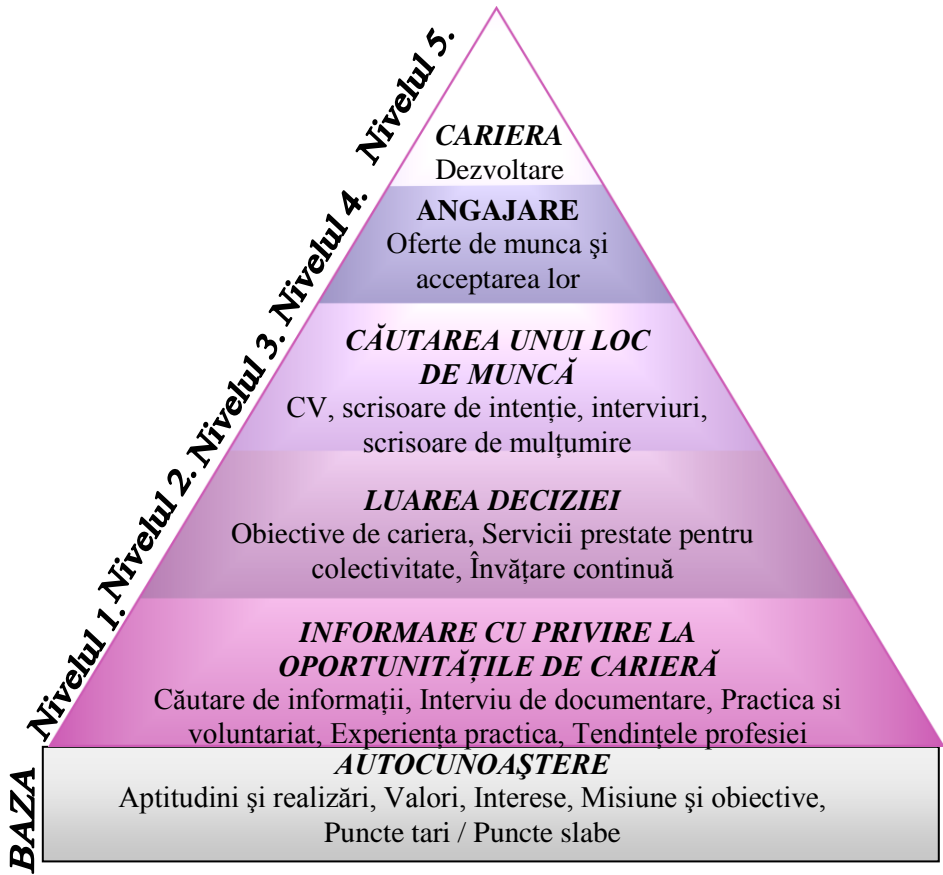 Nivelul 5.
CARIERA
Dezvoltare
Nivelul 4.
ANGAJARE
Oferte de munca şi
acceptarea lor
Nivelul 3.
CĂUTAREA UNUI LOC
DE MUNCĂ
CV, scrisoare de intenție, interviuri,
scrisoare de mulțumire
Nivelul 2.
LUAREA DECIZIEI
Obiective de cariera, Servicii prestate pentru
colectivitate, Învățare continuă
Nivelul 1.
INFORMARE CU PRIVIRE LA
OPORTUNITĂȚILE DE CARIERĂ
Căutare de informații, Interviu de documentare, Practica si
voluntariat, Experiența practica, Tendințele profesiei
BAZA
AUTOCUNOAŞTERE
Aptitudini şi realizări, Valori, Interese, Misiune şi obiective,
Puncte tari / Puncte slabe